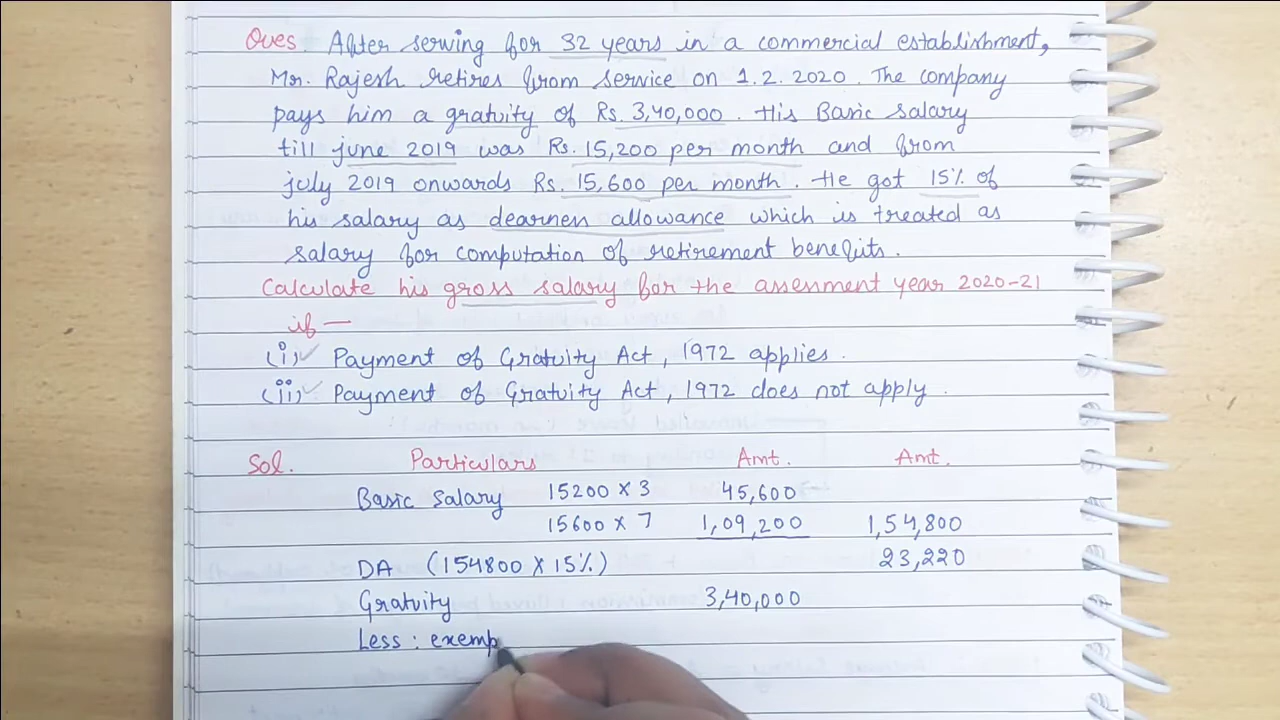 Ques. After serving for 32 years in a commercial establishment,
Mr. Rajesh retires from service on 1.2.2020. The company
pays him a gratuity of Rs. 3,40,000. His Basic salary
till june 2019 was Rs. 15,200 per month and from
july 2019 onwards Rs. 15,600 per month. He got 15% of
his salary as dearness allowance which is treated as
salary for computation of retirement benefits.
Calculate his gross salary for the assesment year 2020-21
if —
(i) Payment of Gratuity Act, 1972 applies.
(ii) Payment of Gratuity Act, 1972 does not apply.
Sol. Particulars Amt. Amt.
Basic Salary 15200 x 3 45,600
15600 x 7 1,09,200 1,54,800
DA (154800 x 15%) 23,220
Gratuity 3,40,000
Less : exemp